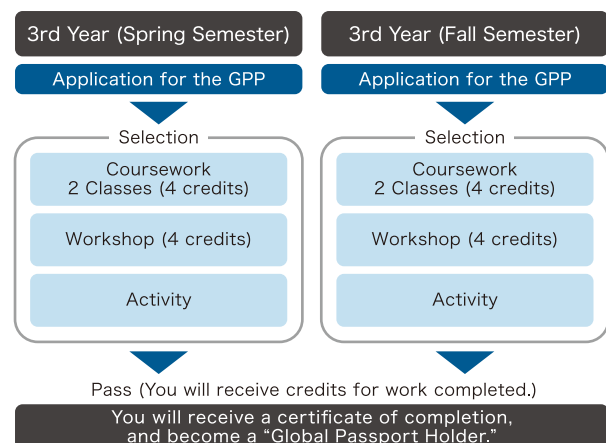 3rd Year (Spring Semester)
Application for the GPP
Selection
Coursework
2 Classes (4 credits)
Workshop (4 credits)
Activity
3rd Year (Fall Semester)
Application for the GPP
Selection
Coursework
2 Classes (4 credits)
Workshop (4 credits)
Activity
Pass (You will receive credits for work completed.)
You will receive a certificate of completion,
and become a “Global Passport Holder.”